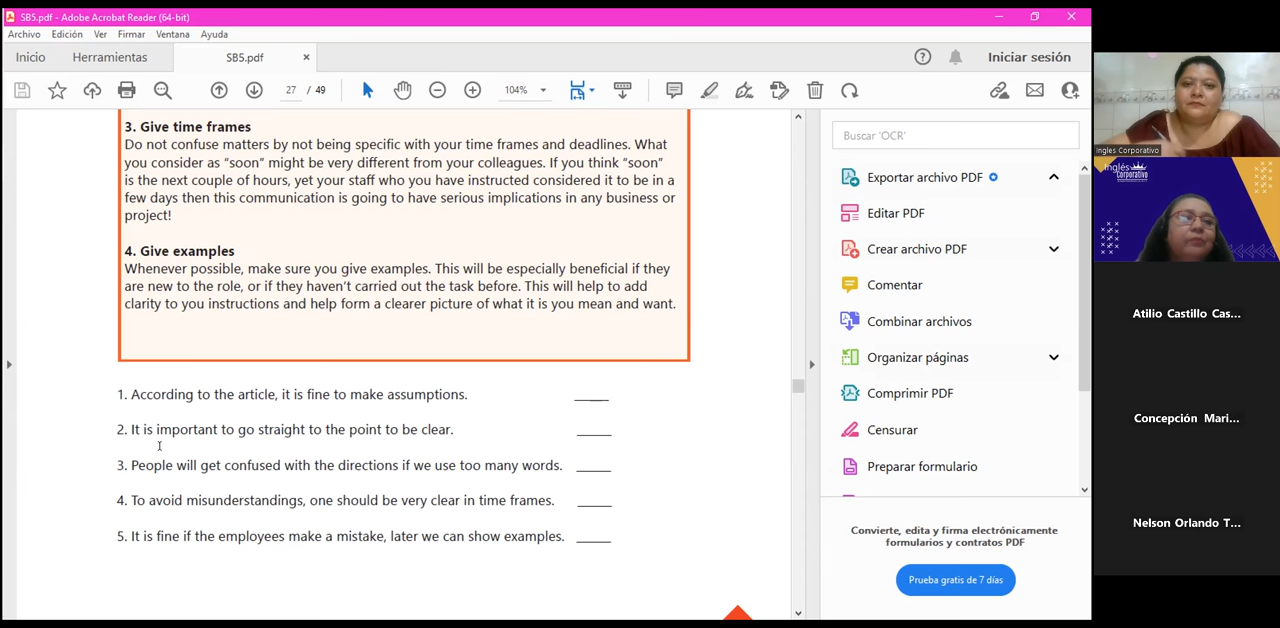 SB5.pdf - Adobe Acrobat Reader (64-bit)
Archivo Edición Ver Firmar Ventana Ayuda
Inicio Herramientas SB5.pdf × Iniciar sesión
27 / 49 104%
3. Give time frames
Do not confuse matters by not being specific with your time frames and deadlines. What
you consider as “soon” might be very different from your colleagues. If you think “soon”
is the next couple of hours, yet your staff who you have instructed considered it to be in a
few days then this communication is going to have serious implications in any business or
project!
4. Give examples
Whenever possible, make sure you give examples. This will be especially beneficial if they
are new to the role, or if they haven’t carried out the task before. This will help to add
clarity to you instructions and help form a clearer picture of what it is you mean and want.
1. According to the article, it is fine to make assumptions. ____
2. It is important to go straight to the point to be clear. ____
3. People will get confused with the directions if we use too many words. ____
4. To avoid misunderstandings, one should be very clear in time frames. ____
5. It is fine if the employees make a mistake, later we can show examples. ____
Buscar 'OCR'
Exportar archivo PDF
Editar PDF
Crear archivo PDF
Comentar
Combinar archivos
Organizar páginas
Comprimir PDF
Censurar
Preparar formulario
Convierte, edita y firma electrónicamente
formularios y contratos PDF
Prueba gratis de 7 días
Ingles Corporativo
Inglés
Corporativo
Atilio Castillo Cas...
Concepción Mari...
Nelson Orlando T...